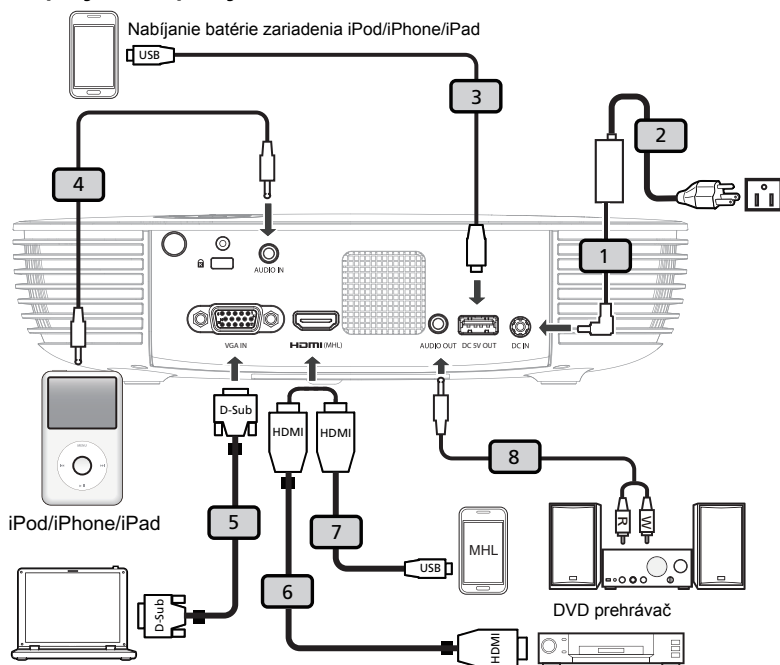 Nabíjanie batérie zariadenia iPod/iPhone/iPad
USB
3
2
4
1
AUDIO IN
VGA IN
HDMI (MHL)
AUDIO OUT
DC 5V OUT
DC IN
D-Sub
HDMI
HDMI
8
R
W
iPod/iPhone/iPad
MENU
5
7
MHL
USB
6
D-Sub
DVD prehrávač
HDMI